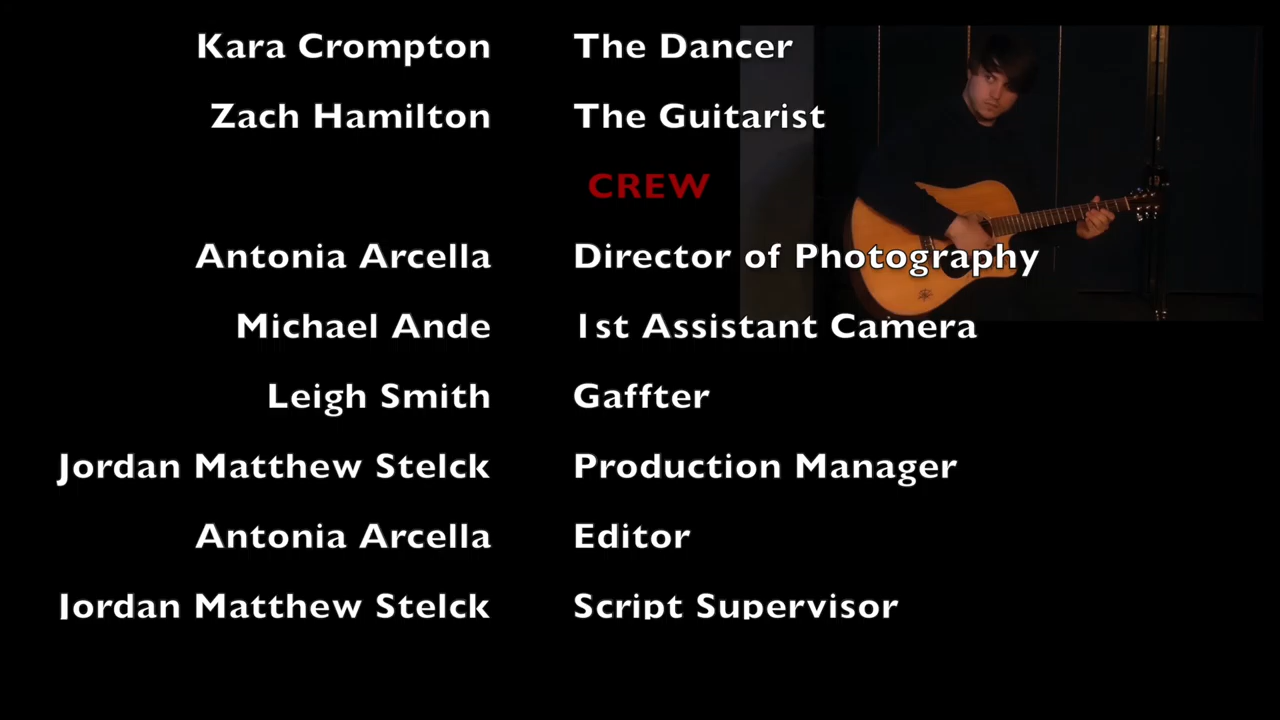 Kara Crompton The Dancer
Zach Hamilton The Guitarist
CREW
Antonia Arcella Director of Photography
Michael Ande 1st Assistant Camera
Leigh Smith Gaffter
Jordan Matthew Stelck Production Manager
Antonia Arcella Editor
Jordan Matthew Stelck Script Supervisor